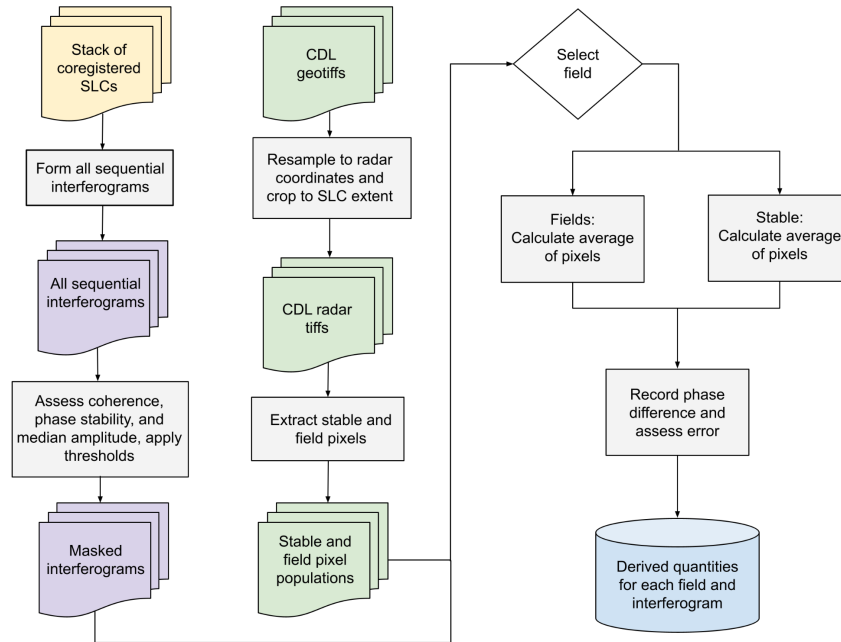 Stack of
coregistered
SLCs
Form all sequential
interferograms
All sequential
interferograms
Assess coherence,
phase stability, and
median amplitude, apply
thresholds
Masked
interferograms
CDL
geotiffs
Resample to radar
coordinates and
crop to SLC extent
CDL radar
tiffs
Extract stable and
field pixels
Stable and
field pixel
populations
Select
field
Fields:
Calculate average
of pixels
Stable:
Calculate average
of pixels
Record phase
difference and
assess error
Derived quantities
for each field and
interferogram